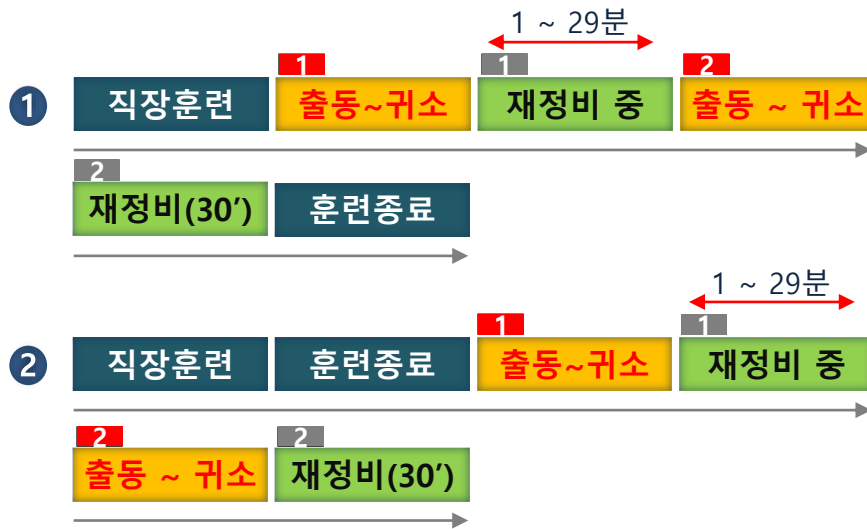 1 ~ 29분
1 1 2
1 직장훈련 출동~귀소 재정비 중 출동 ~ 귀소
2
재정비(30') 훈련종료
1 ~ 29분
1 1
2 직장훈련 훈련종료 출동~귀소 재정비 중
2 2
출동 ~ 귀소 재정비(30')